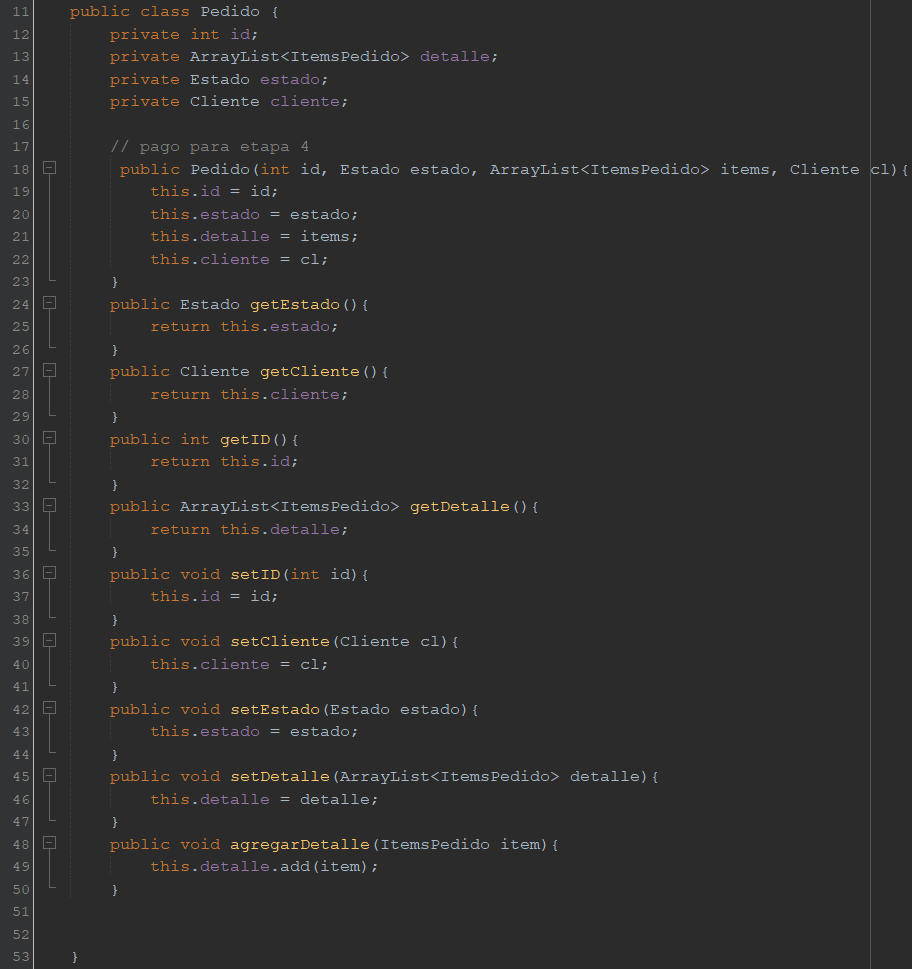 11 public class Pedido {
12 private int id;
13 private ArrayList<ItemsPedido> detalle;
14 private Estado estado;
15 private Cliente cliente;
16
17 // pago para etapa 4
18 public Pedido(int id, Estado estado, ArrayList<ItemsPedido> items, Cliente cl){
19 this.id = id;
20 this.estado = estado;
21 this.detalle = items;
22 this.cliente = cl;
23 }
24 public Estado getEstado(){
25 return this.estado;
26 }
27 public Cliente getCliente(){
28 return this.cliente;
29 }
30 public int getID(){
31 return this.id;
32 }
33 public ArrayList<ItemsPedido> getDetalle(){
34 return this.detalle;
35 }
36 public void setID(int id){
37 this.id = id;
38 }
39 public void setCliente(Cliente cl){
40 this.cliente = cl;
41 }
42 public void setEstado(Estado estado){
43 this.estado = estado;
44 }
45 public void setDetalle(ArrayList<ItemsPedido> detalle){
46 this.detalle = detalle;
47 }
48 public void agregarDetalle(ItemsPedido item){
49 this.detalle.add(item);
50 }
51
52
53 }